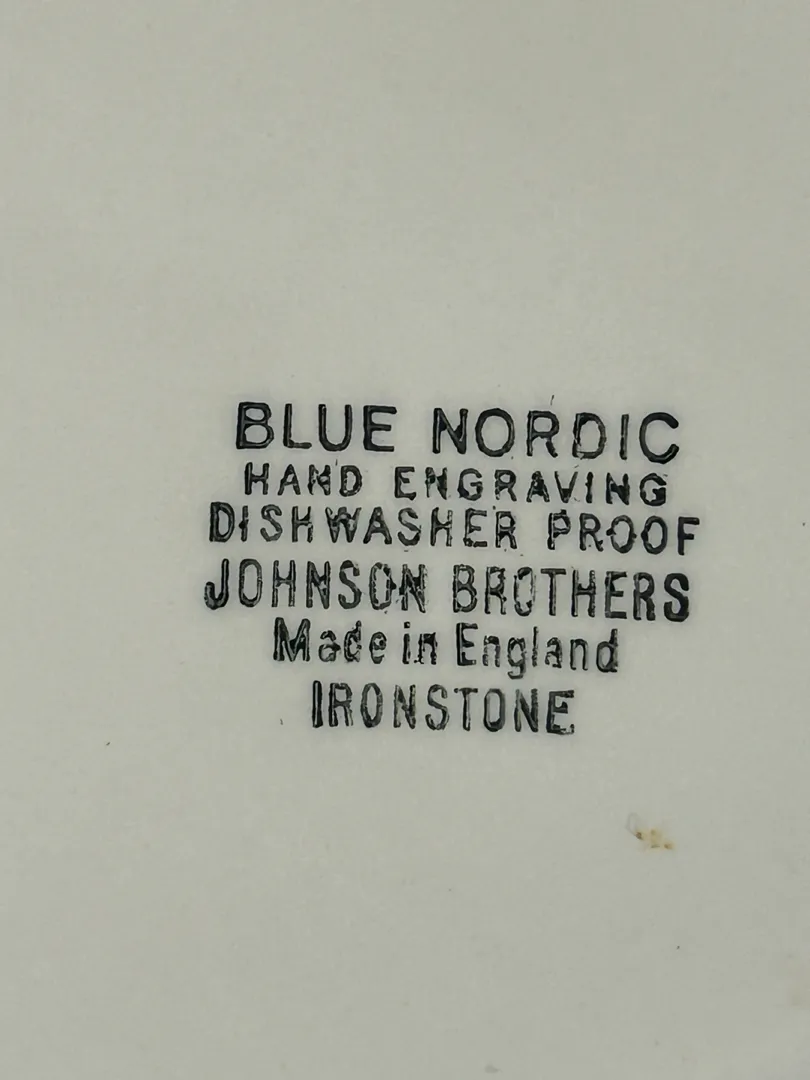 BLUE NORDIC
HAND ENGRAVING
DISHWASHER PROOF
JOHNSON BROTHERS
Made in England
IRONSTONE